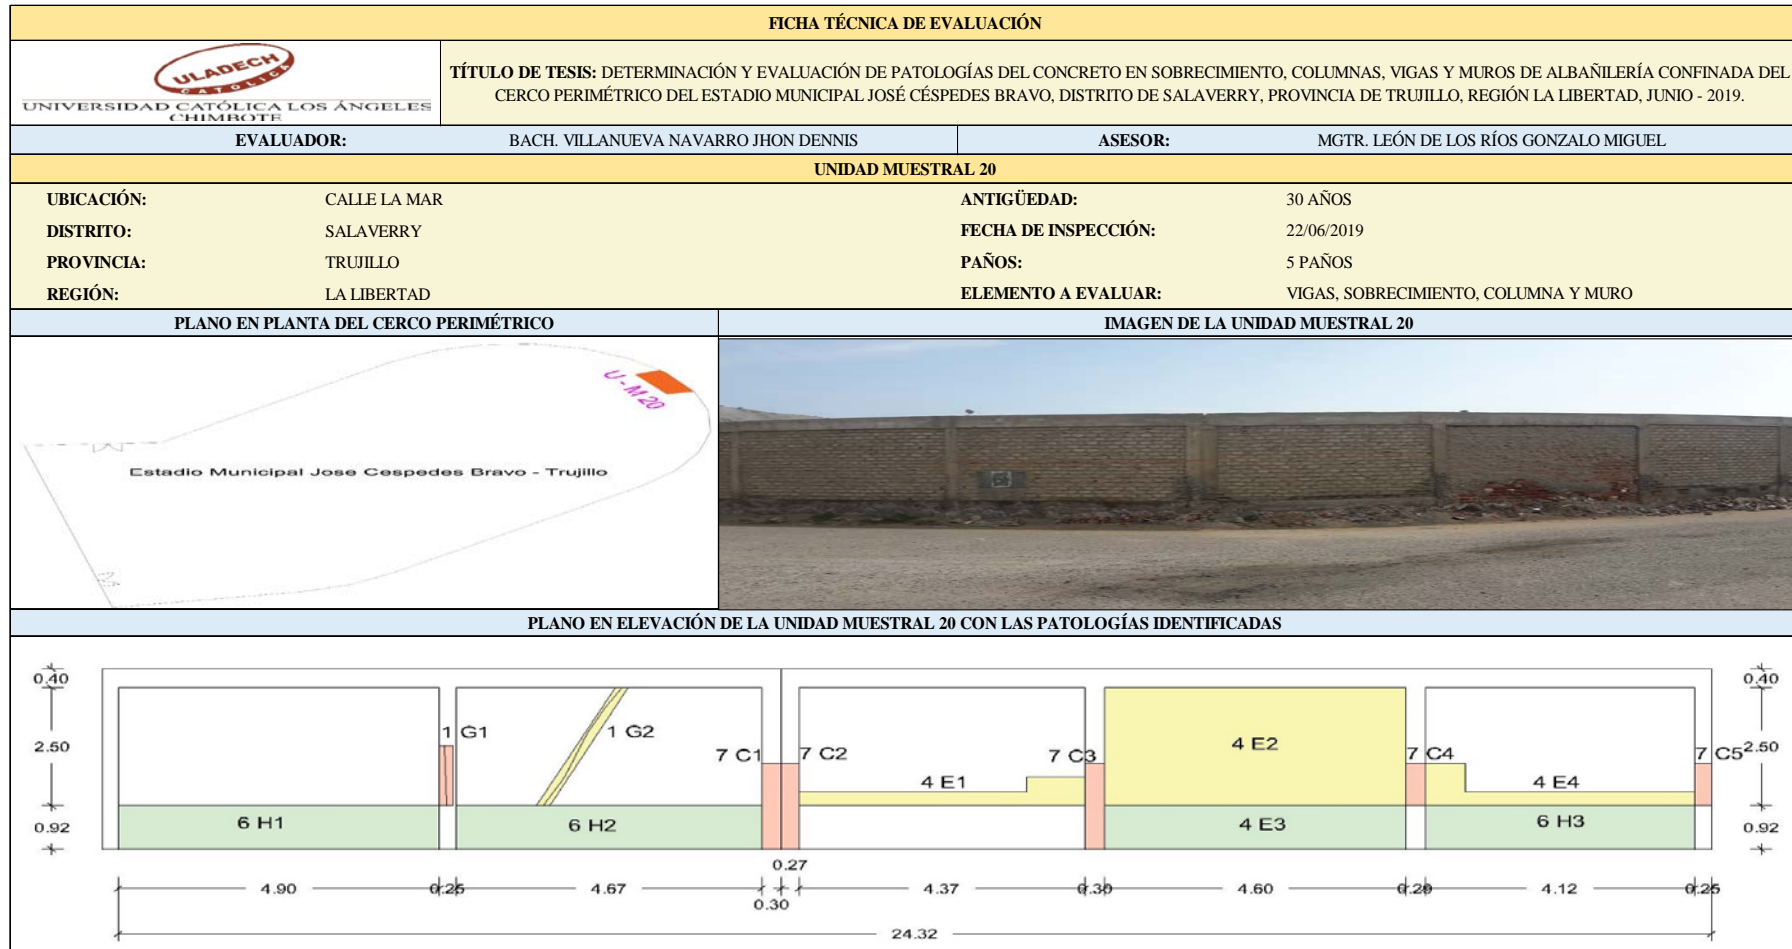 FICHA TÉCNICA DE EVALUACIÓN
ULADECH
CATOLICA
UNIVERSIDAD CATÓLICA LOS ÁNGELES
CHIMBOTE
TÍTULO DE TESIS: DETERMINACIÓN Y EVALUACIÓN DE PATOLOGÍAS DEL CONCRETO EN SOBRECIMIENTO, COLUMNAS, VIGAS Y MUROS DE ALBAÑILERÍA CONFINADA DEL
CERCO PERIMÉTRICO DEL ESTADIO MUNICIPAL JOSÉ CÉSPEDES BRAVO, DISTRITO DE SALAVERRY, PROVINCIA DE TRUJILLO, REGIÓN LA LIBERTAD, JUNIO - 2019.
EVALUADOR: BACH. VILLANUEVA NAVARRO JHON DENNIS ASESOR: MGTR. LEÓN DE LOS RÍOS GONZALO MIGUEL
UNIDAD MUESTRAL 20
UBICACIÓN: CALLE LA MAR ANTIGÜEDAD: 30 AÑOS
DISTRITO: SALAVERRY FECHA DE INSPECCIÓN: 22/06/2019
PROVINCIA: TRUJILLO PAÑOS: 5 PAÑOS
REGIÓN: LA LIBERTAD ELEMENTO A EVALUAR: VIGAS, SOBRECIMIENTO, COLUMNA Y MURO
PLANO EN PLANTA DEL CERCO PERIMÉTRICO IMAGEN DE LA UNIDAD MUESTRAL 20
U-M 20
Estadio Municipal Jose Cespedes Bravo - Trujillo
PLANO EN ELEVACIÓN DE LA UNIDAD MUESTRAL 20 CON LAS PATOLOGÍAS IDENTIFICADAS
0.40 0.40
1 G1 1 G2 4 E2
2.50 7 C1 7 C2 7 C3 7 C4 7 C5 2.50
4 E1 4 E4
0.92 6 H1 6 H2 4 E3 6 H3 0.92
0.27
4.90 0.25 4.67 4.37 0.30 4.60 0.29 4.12 0.25
0.30
24.32